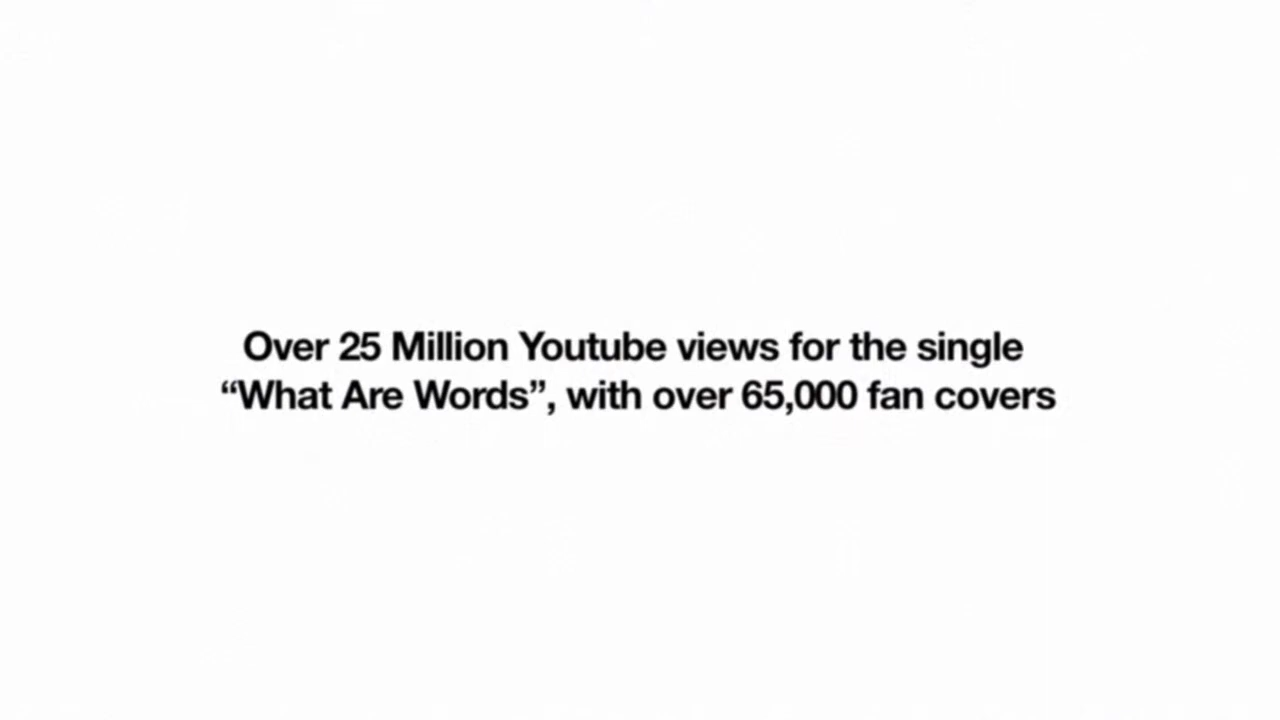 Over 25 Million Youtube views for the single
“What Are Words”, with over 65,000 fan covers